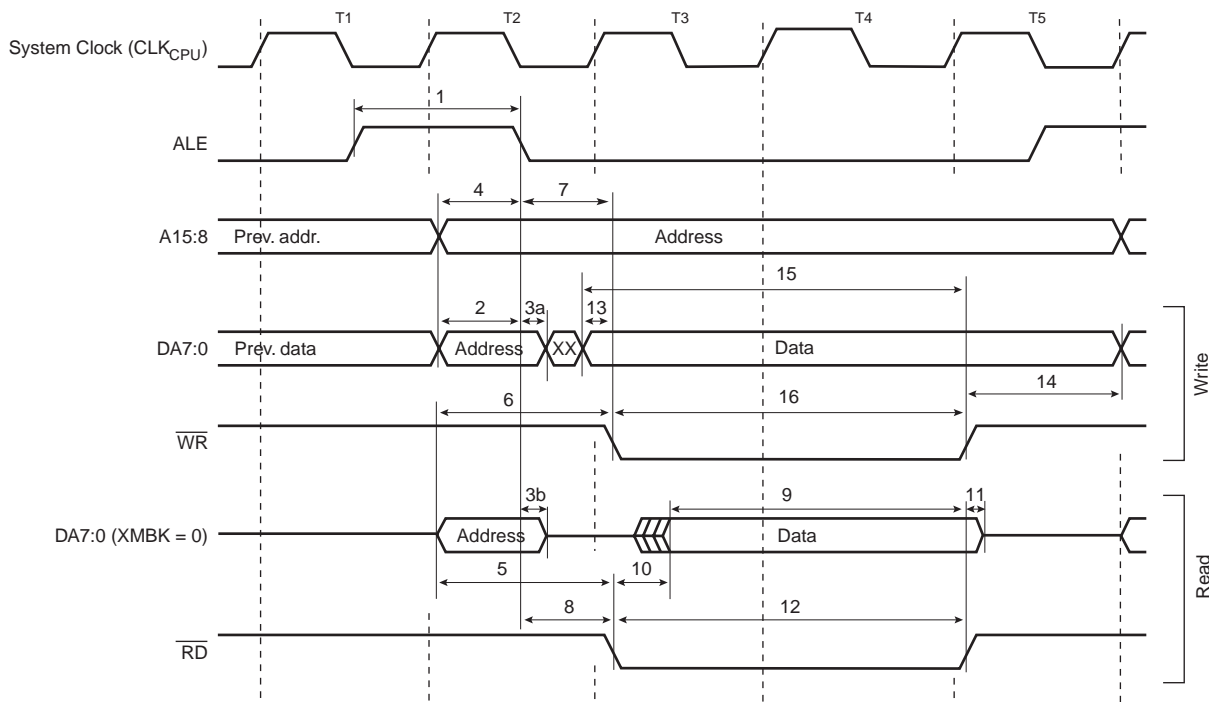 T1 T2 T3 T4 T5
System Clock (CLKCPU)
1
ALE
4 7
A15:8 Prev. addr. Address
15
2 3a 13
DA7:0 Prev. data Address XX Data
14
6 16
WR
Write
3b 9 11
DA7:0 (XMBK = 0) Address Data
5 10
8 12
RD
Read